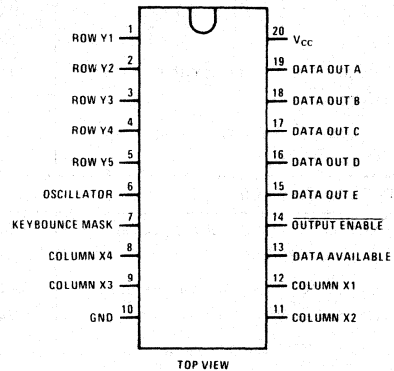 ROW Y1 1 20 VCC
ROW Y2 2 19 DATA OUT A
ROW Y3 3 18 DATA OUT B
ROW Y4 4 17 DATA OUT C
ROW Y5 5 16 DATA OUT D
OSCILLATOR 6 15 DATA OUT E
KEYBOUNCE MASK 7 14 OUTPUT ENABLE
COLUMN X4 8 13 DATA AVAILABLE
COLUMN X3 9 12 COLUMN X1
GND 10 11 COLUMN X2
TOP VIEW